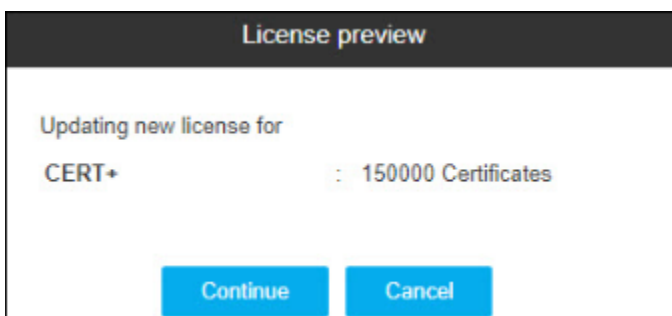 License preview
Updating new license for
CERT+ : 150000 Certificates
Continue Cancel